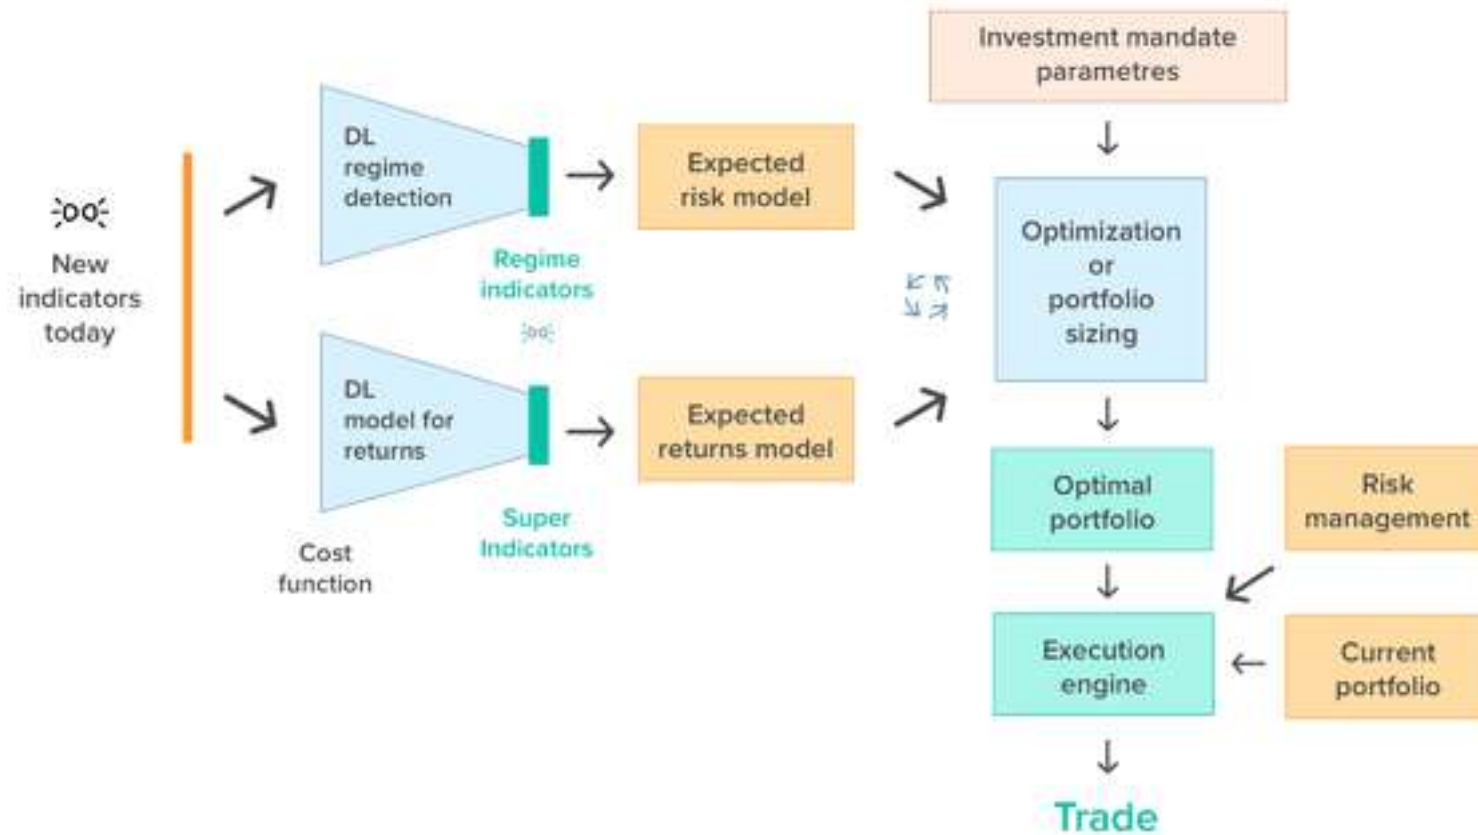 Investment mandate
parametres
DL
regime
detection
Expected
risk model
New
indicators
today
Regime
indicators
Optimization
or
portfolio
sizing
DL
model for
returns
Expected
returns model
Super
Indicators
Cost
function
Optimal
portfolio
Risk
management
Execution
engine
Current
portfolio
Trade